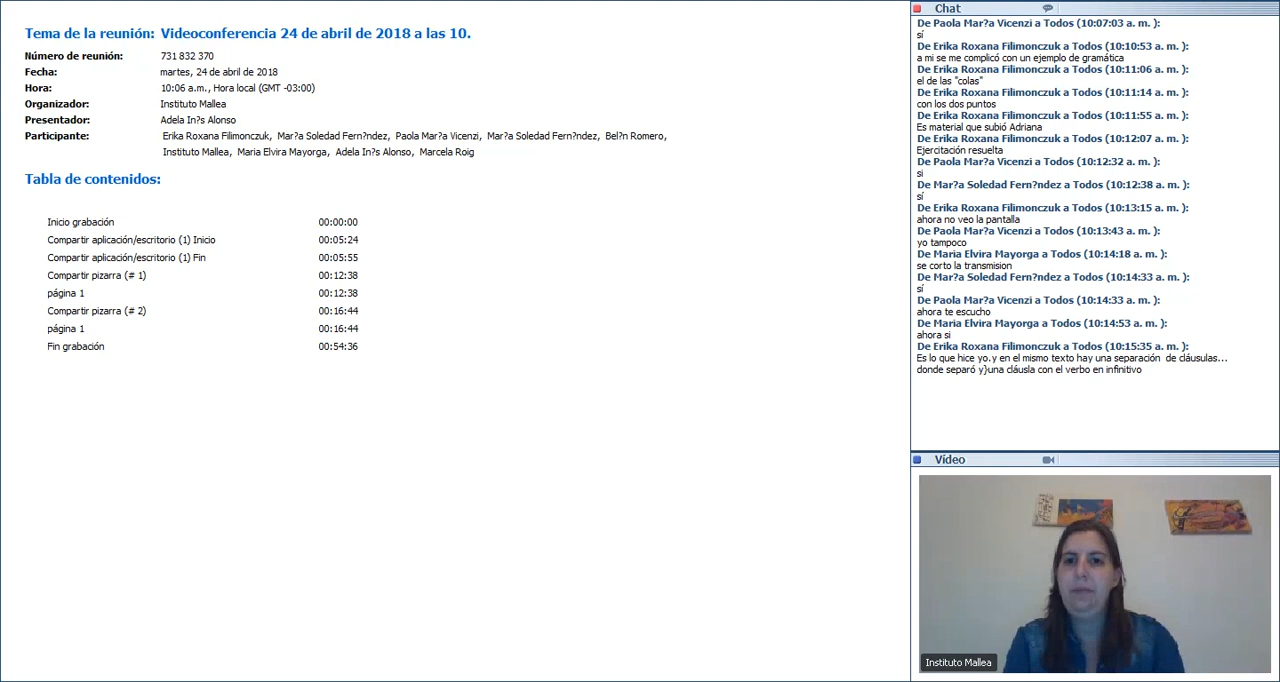 Tema de la reunión: Videoconferencia 24 de abril de 2018 a las 10.
Número de reunión: 731 832 370
Fecha: martes, 24 de abril de 2018
Hora: 10:06 a.m., Hora local (GMT -03:00)
Organizador: Instituto Mallea
Presentador: Adela In?s Alonso
Participante: Erika Roxana Filimonczuk, Mar?a Soledad Fern?ndez, Paola Mar?a Vicenzi, Mar?a Soledad Fern?ndez, Bel?n Romero,
Instituto Mallea, Maria Elvira Mayorga, Adela In?s Alonso, Marcela Roig
Tabla de contenidos:
Inicio grabación 00:00:00
Compartir aplicación/escritorio (1) Inicio 00:05:24
Compartir aplicación/escritorio (1) Fin 00:05:55
Compartir pizarra (# 1) 00:12:38
página 1 00:12:38
Compartir pizarra (# 2) 00:16:44
página 1 00:16:44
Fin grabación 00:54:36
Chat
De Paola Mar?a Vicenzi a Todos (10:07:03 a. m. ):
sí
De Erika Roxana Filimonczuk a Todos (10:10:53 a. m. ):
a mi se me complicó con un ejemplo de gramática
De Erika Roxana Filimonczuk a Todos (10:11:06 a. m. ):
el de las "colas"
De Erika Roxana Filimonczuk a Todos (10:11:14 a. m. ):
con los dos puntos
De Erika Roxana Filimonczuk a Todos (10:11:55 a. m. ):
Es material que subió Adriana
De Erika Roxana Filimonczuk a Todos (10:12:07 a. m. ):
Ejercitación resuelta
De Paola Mar?a Vicenzi a Todos (10:12:32 a. m. ):
si
De Mar?a Soledad Fern?ndez a Todos (10:12:38 a. m. ):
sí
De Erika Roxana Filimonczuk a Todos (10:13:15 a. m. ):
ahora no veo la pantalla
De Paola Mar?a Vicenzi a Todos (10:13:43 a. m. ):
yo tampoco
De Maria Elvira Mayorga a Todos (10:14:18 a. m. ):
se corto la transmision
De Mar?a Soledad Fern?ndez a Todos (10:14:33 a. m. ):
sí
De Paola Mar?a Vicenzi a Todos (10:14:33 a. m. ):
ahora te escucho
De Maria Elvira Mayorga a Todos (10:14:53 a. m. ):
ahora si
De Erika Roxana Filimonczuk a Todos (10:15:35 a. m. ):
Es lo que hice yo.y en el mismo texto hay una separación de cláusulas...
donde separó y}una cláusla con el verbo en infinitivo
Vídeo
Instituto Mallea